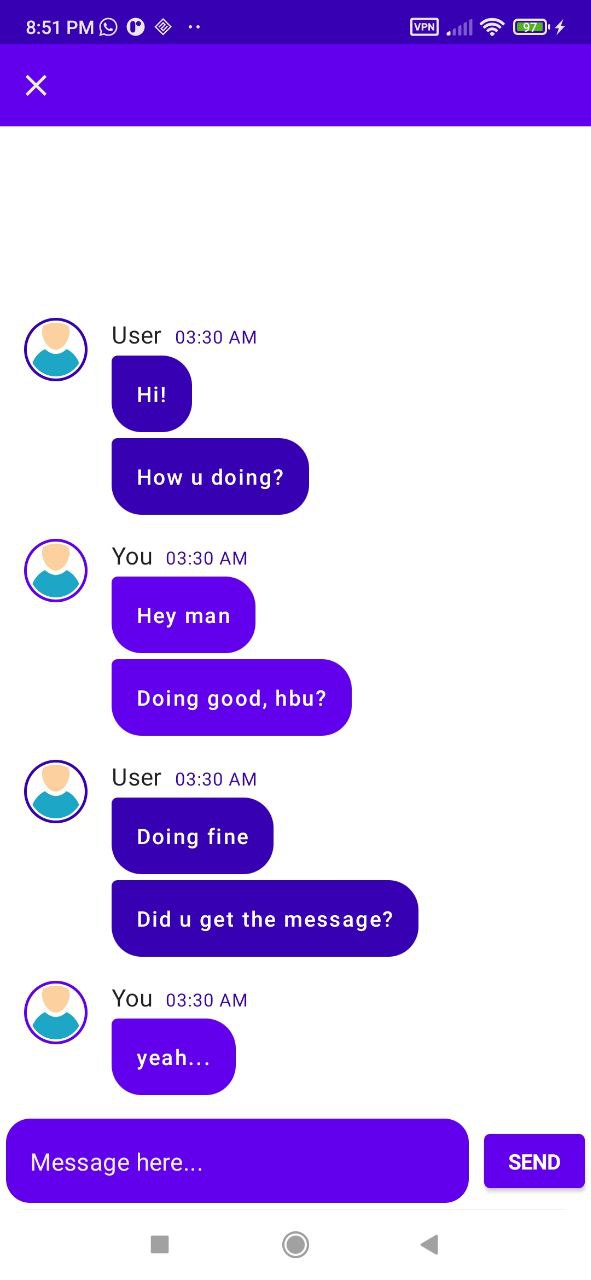 8:51 PM VPN 97
User 03:30 AM
Hi!
How u doing?
You 03:30 AM
Hey man
Doing good, hbu?
User 03:30 AM
Doing fine
Did u get the message?
You 03:30 AM
yeah...
Message here... SEND